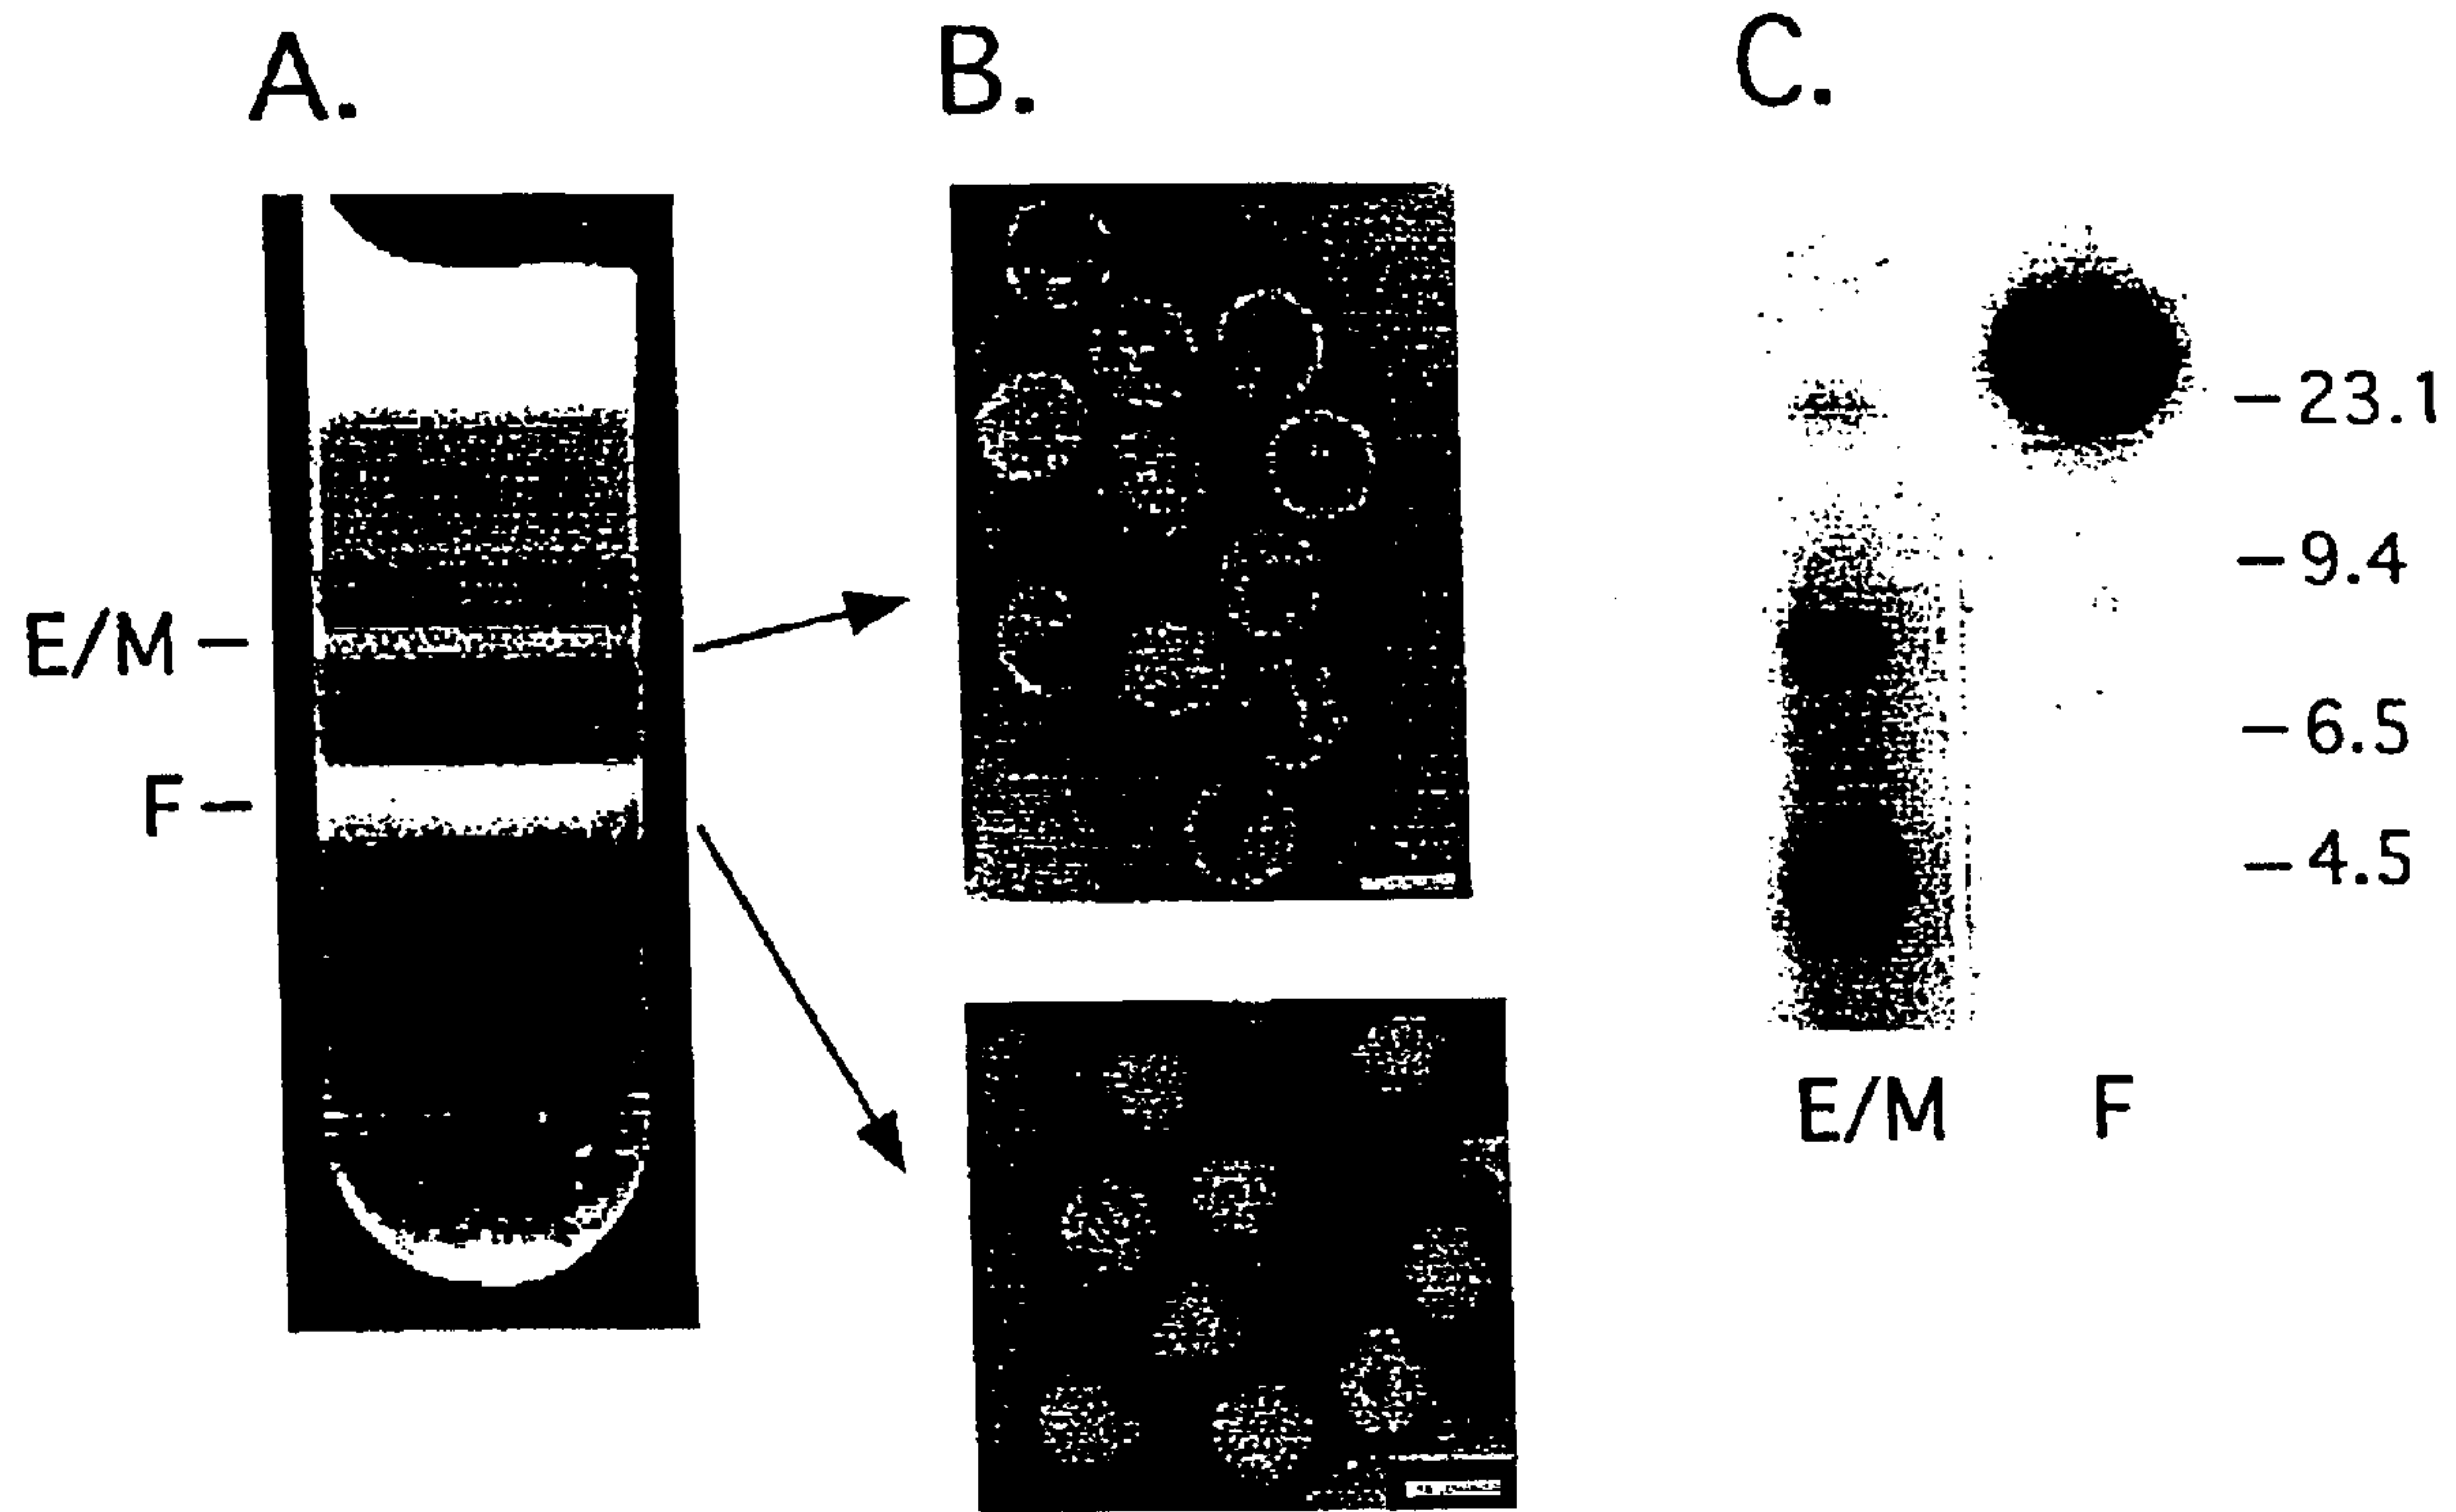 A.
B.
C.
E/M –
F –
– 23.1
– 9.4
– 6.5
– 4.5
E/M F